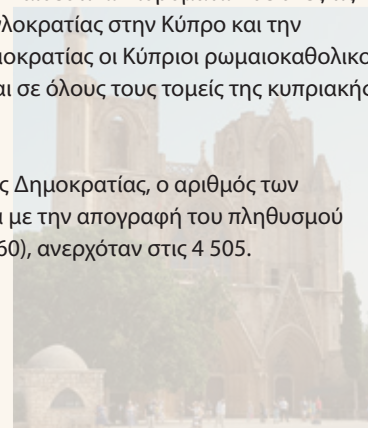 λοκρατίας στην Κύπρο και την
μοκρατίας οι Κύπριοι ρωμαιοκαθολικο
αι σε όλους τους τομείς της κυπριακής
ς Δημοκρατίας, ο αριθμός των
α με την απογραφή του πληθυσμού
60), ανερχόταν στις 4 505.